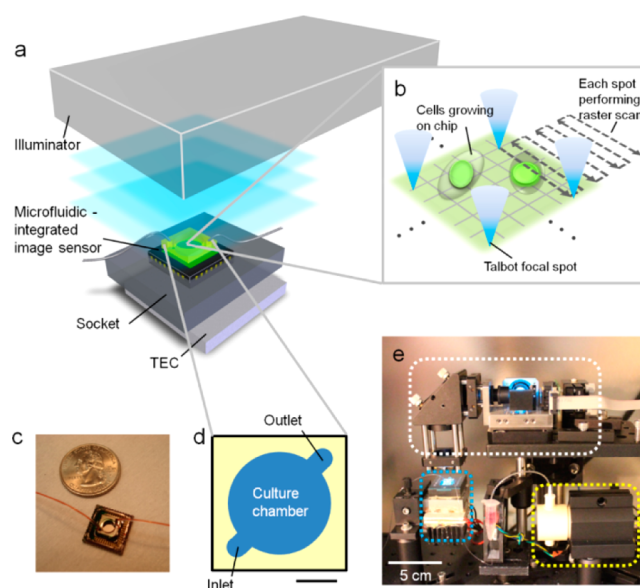 a
Illuminator
Microfluidic -
integrated
image sensor
Socket
TEC
b
Cells growing
on chip
Each spot
performing
raster scan
Talbot focal spot
c
d
Outlet
Culture
chamber
Inlet
e
5 cm